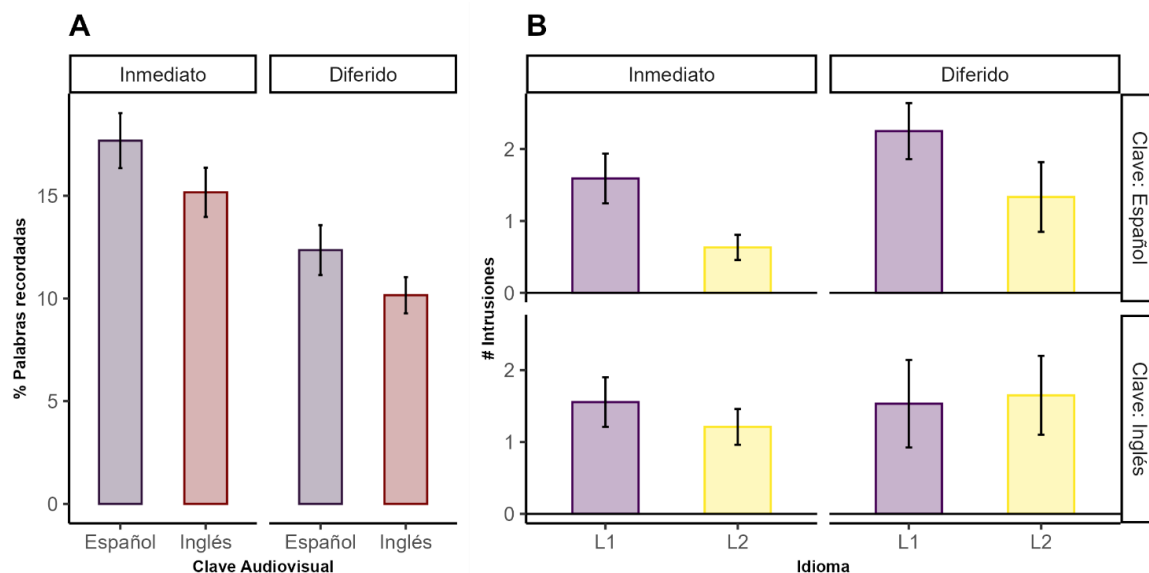 A
Inmediato
Diferido
% Palabras recordadas
15
10
5
0
Español
Inglés
Español
Inglés
Clave Audiovisual
B
Inmediato
Diferido
# Intrusiones
2
1
0
Clave: Español
2
1
0
Clave: Inglés
L1
L2
L1
L2
Idioma